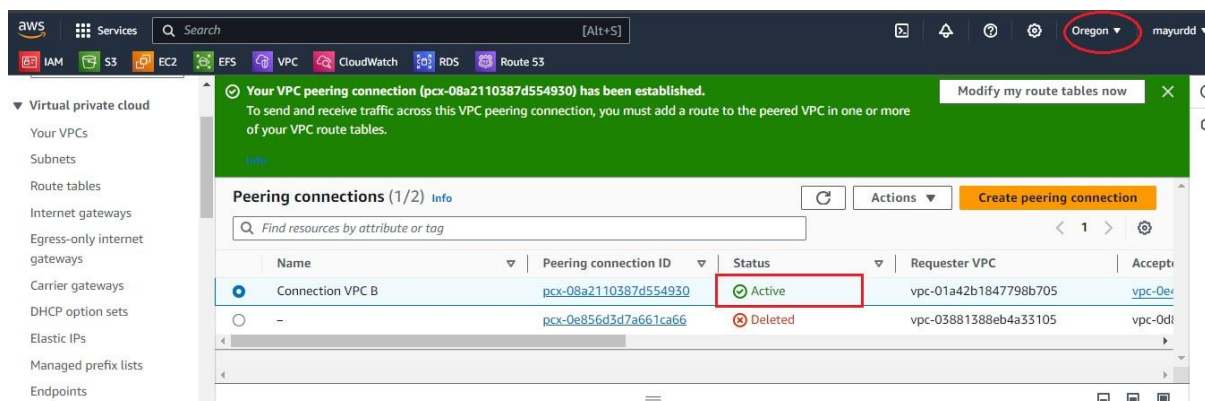 aws Services Search [Alt+S] Oregon ▼ mayurdd
IAM S3 EC2 EFS VPC CloudWatch RDS Route 53
▼ Virtual private cloud
Your VPCs
Subnets
Route tables
Internet gateways
Egress-only internet
gateways
Carrier gateways
DHCP option sets
Elastic IPs
Managed prefix lists
Endpoints
Your VPC peering connection (pcx-08a2110387d554930) has been established.
To send and receive traffic across this VPC peering connection, you must add a route to the peered VPC in one or more
of your VPC route tables.
Info
Modify my route tables now
Peering connections (1/2) Info
Actions ▼ Create peering connection
Find resources by attribute or tag
< 1 >
Name Peering connection ID Status Requester VPC Accept
Connection VPC B pcx-08a2110387d554930 Active vpc-01a42b1847798b705 vpc-0e4
– pcx-0e856d3d7a661ca66 Deleted vpc-03881388eb4a33105 vpc-0d8